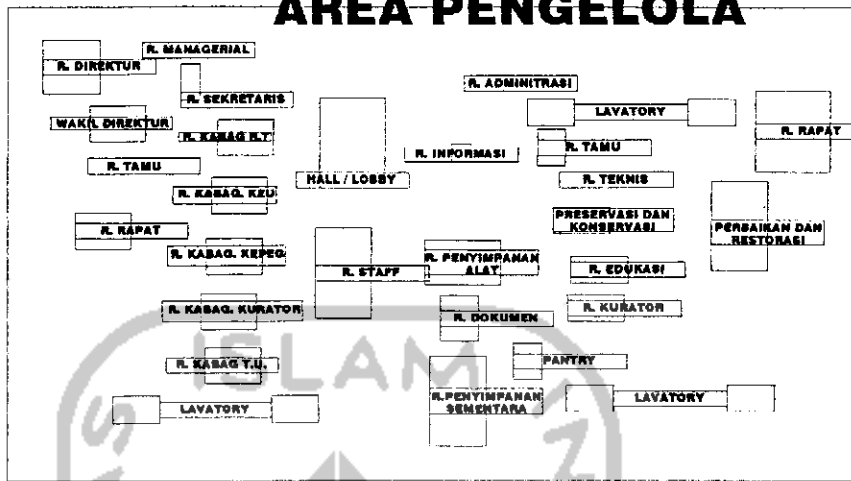 AREA PENGELOLA
R. MANAGERIAL
R. DIREKTUR
R. SEKRETARIS
WAKIL DIREKTUR
R. KABAG R.T
R. TAMU
R. KABAG. KEU
R. RAPAT
R. KABAG. KEPEG
R. KABAG. KURATOR
R. KABAG T.U.
LAVATORY
HALL / LOBBY
R. STAFF
R. ADMINITRASI
LAVATORY
R. RAPAT
R. INFORMASI
R. TAMU
R. TEKNIS
PRESERVASI DAN
KONSERVASI
PERBAIKAN DAN
RESTORASI
R. PENYIMPANAN
ALAT
R. EDUKASI
R. DOKUMEN
R. KURATOR
PANTRY
R.PENYIMPANAN
SEMENTARA
LAVATORY
ISLAM